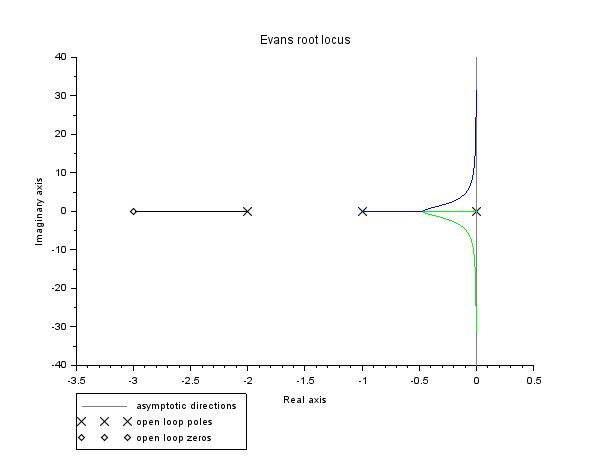 Evans root locus
40
30
20
10
0
-10
-20
-30
-40
Imaginary axis
-3.5 -3 -2.5 -2 -1.5 -1 -0.5 0 0.5
Real axis
asymptotic directions
open loop poles
open loop zeros